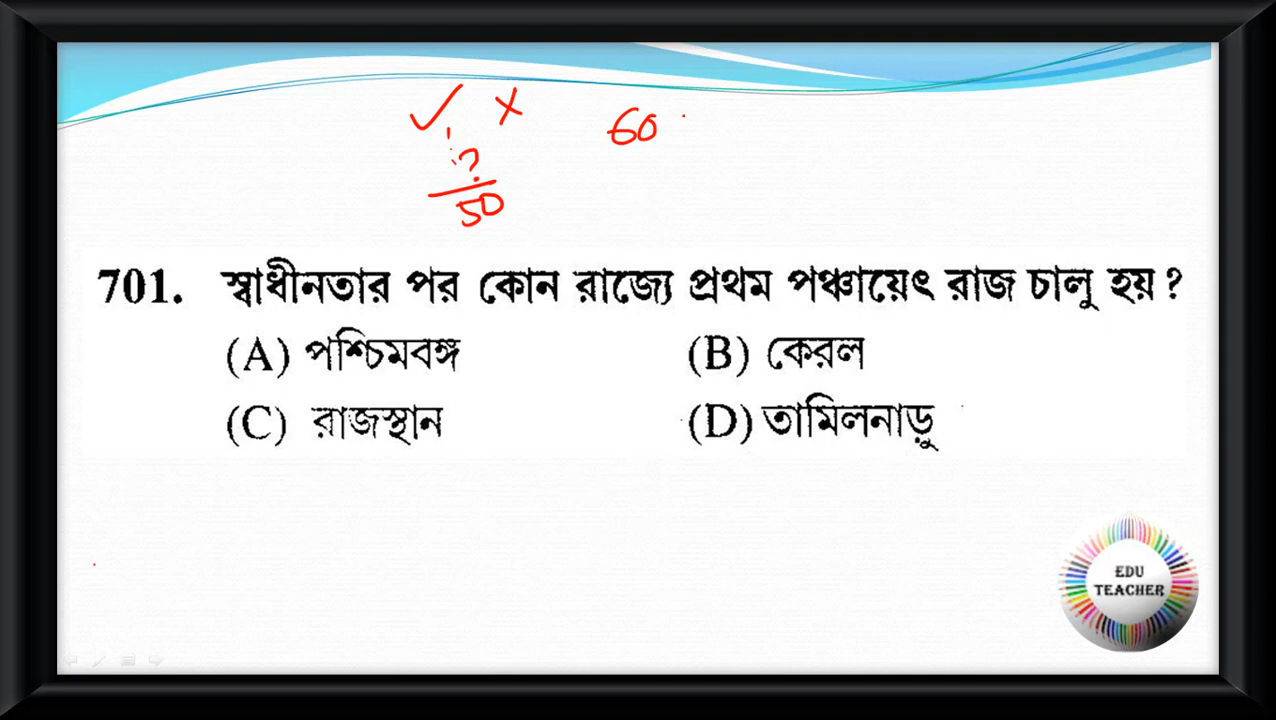 ✓ × 60
?
50
701. স্বাধীনতার পর কোন রাজ্যে প্রথম পঞ্চায়েৎ রাজ চালু হয় ?
(A) পশ্চিমবঙ্গ (B) কেরল
(C) রাজস্থান (D) তামিলনাড়ু
EDU
TEACHER